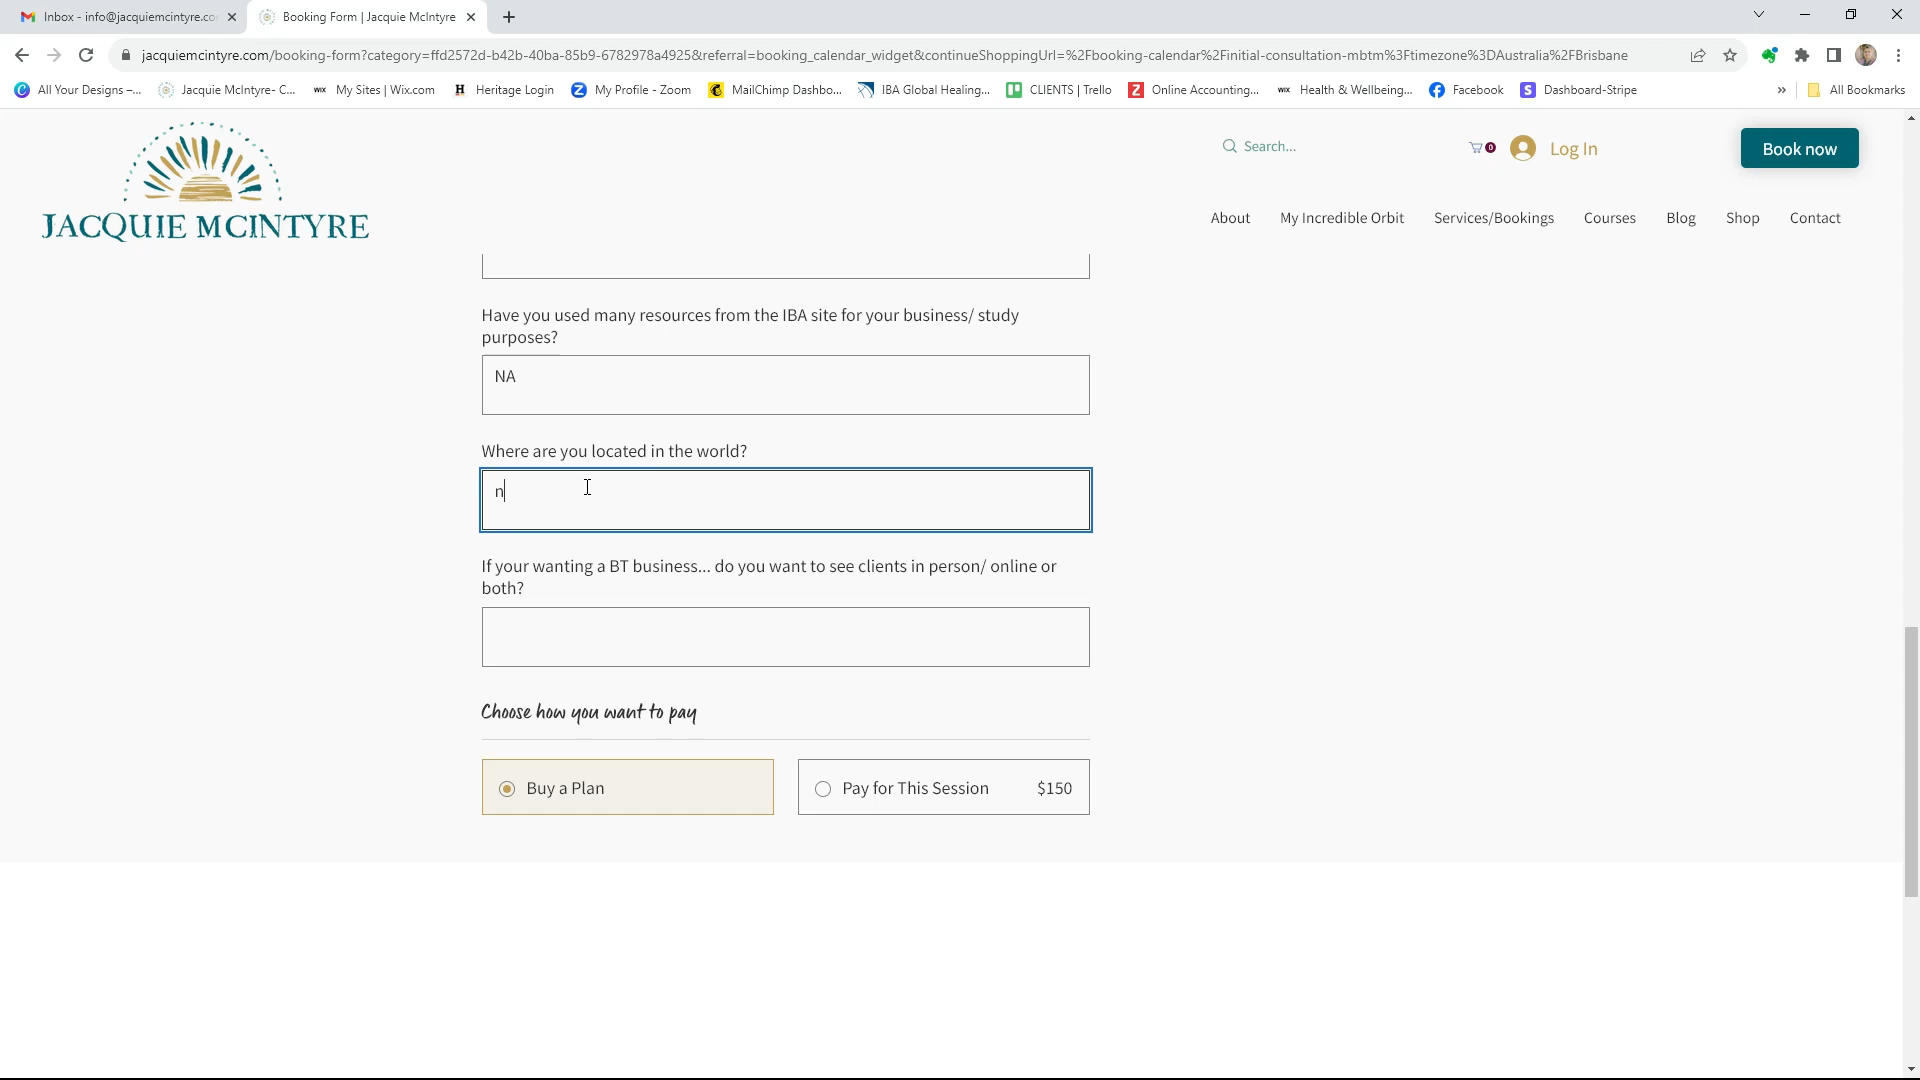 Inbox - info@jacquiemcintyre.co
Booking Form | Jacquie McIntyre
jacquiemcintyre.com/booking-form?category=ffd2572d-b42b-40ba-85b9-6782978a4925&referral=booking_calendar_widget&continueShoppingUrl=%2Fbooking-calendar%2Finitial-consultation-mbtm%3Ftimezone%3DAustralia%2FBrisbane
All Your Designs –...
Jacquie McIntyre- C...
WIX My Sites | Wix.com
H Heritage Login
My Profile - Zoom
MailChimp Dashbo...
IBA Global Healing...
CLIENTS | Trello
Z Online Accounting...
WIX Health & Wellbeing...
Facebook
S Dashboard-Stripe
»
All Bookmarks
JACQUIE MCINTYRE
Search...
0
Log In
Book now
About My Incredible Orbit Services/Bookings Courses Blog Shop Contact
Have you used many resources from the IBA site for your business/ study
purposes?
NA
Where are you located in the world?
n
If your wanting a BT business... do you want to see clients in person/ online or
both?
Choose how you want to pay
Buy a Plan
Pay for This Session $150